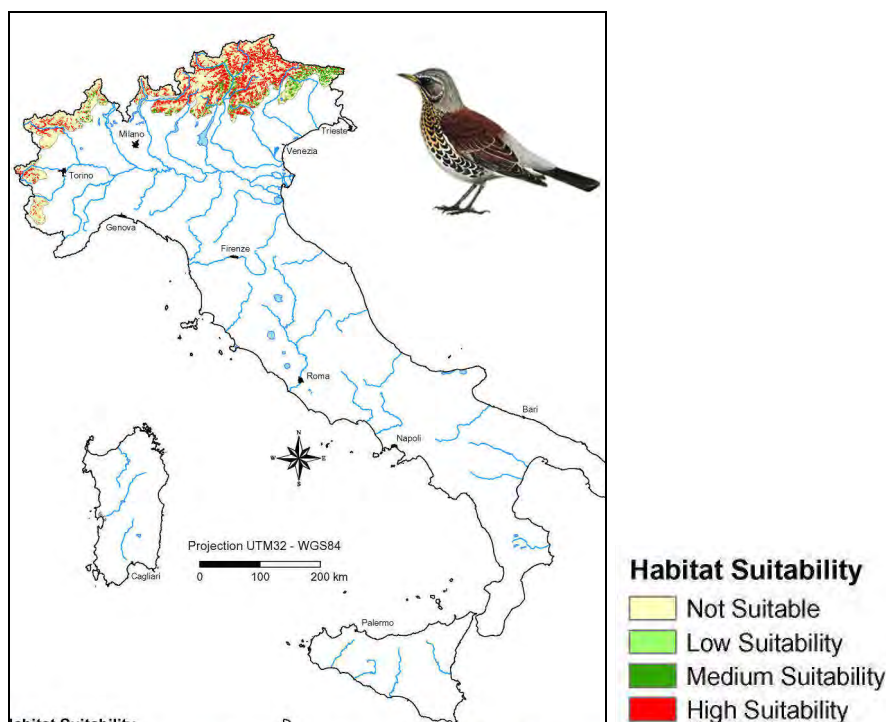 Milano
Trieste
Venezia
Torino
Genova
Firenze
Roma
Bari
Napoli
N
W E
S
Projection UTM32 - WGS84
0 100 200 km
Cagliari
Palermo
Habitat Suitability
Not Suitable
Low Suitability
Medium Suitability
High Suitability